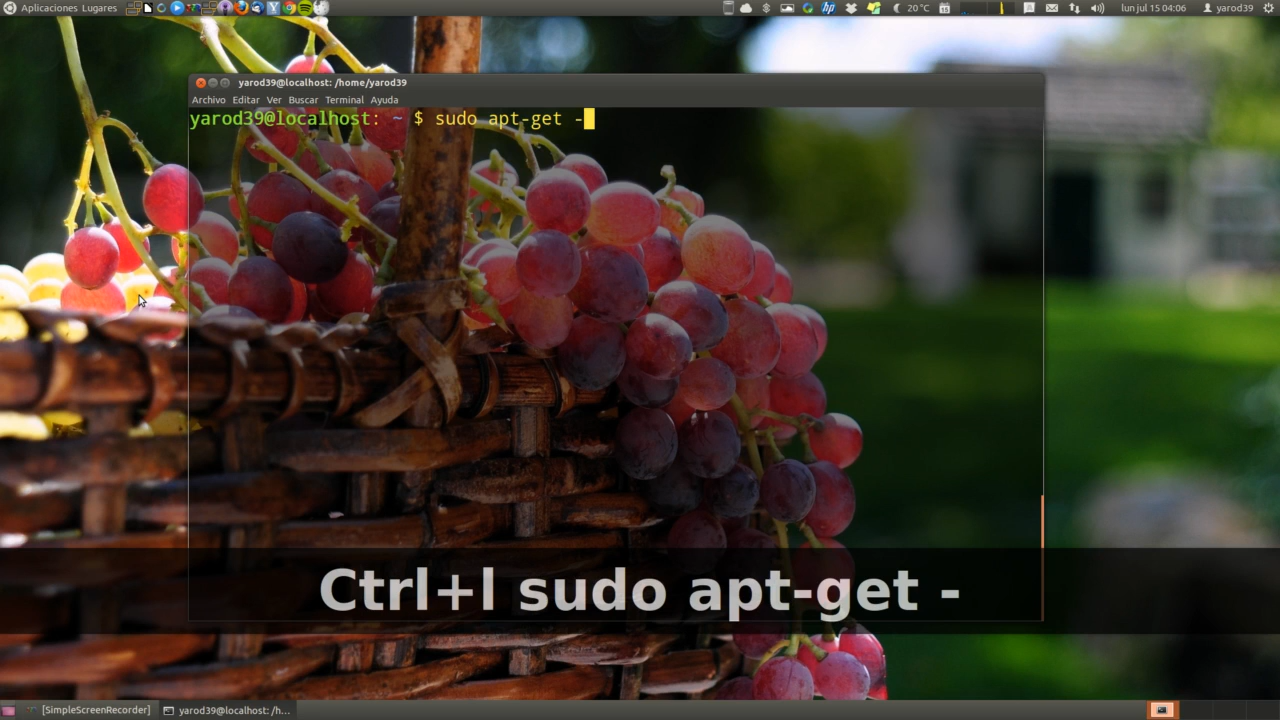 Aplicaciones Lugares
20 °C
lun jul 15 04:06
yarod39
yarod39@localhost: /home/yarod39
Archivo Editar Ver Buscar Terminal Ayuda
yarod39@localhost: ~ $ sudo apt-get -
Ctrl+l sudo apt-get -
[SimpleScreenRecorder]
yarod39@localhost: /h...